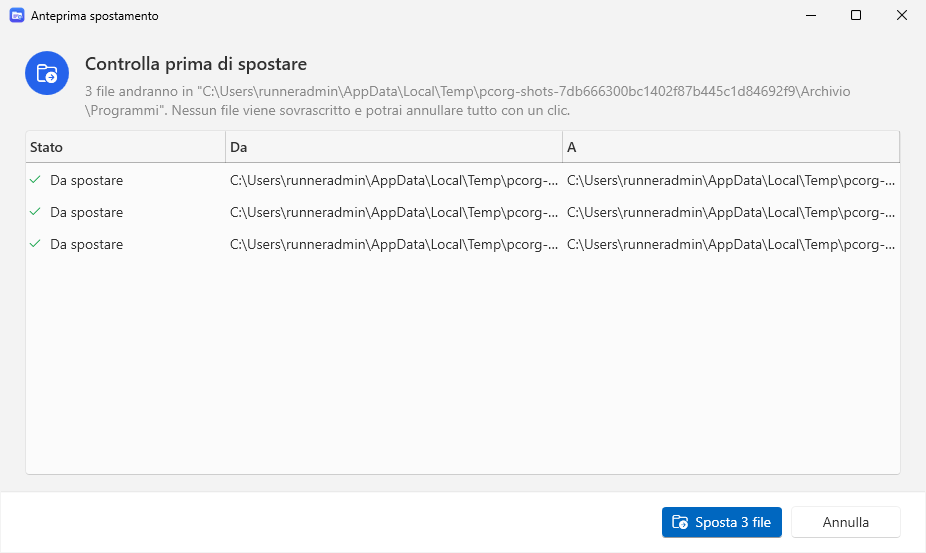 Anteprima spostamento
Controlla prima di spostare
3 file andranno in "C:\Users\runneradmin\AppData\Local\Temp\pcorg-shots-7db666300bc1402f87b445c1d84692f9\Archivio
\Programmi". Nessun file viene sovrascritto e potrai annullare tutto con un clic.
Stato Da A
Da spostare C:\Users\runneradmin\AppData\Local\Temp\pcorg-... C:\Users\runneradmin\AppData\Local\Temp\pcorg-...
Da spostare C:\Users\runneradmin\AppData\Local\Temp\pcorg-... C:\Users\runneradmin\AppData\Local\Temp\pcorg-...
Da spostare C:\Users\runneradmin\AppData\Local\Temp\pcorg-... C:\Users\runneradmin\AppData\Local\Temp\pcorg-...
Sposta 3 file Annulla